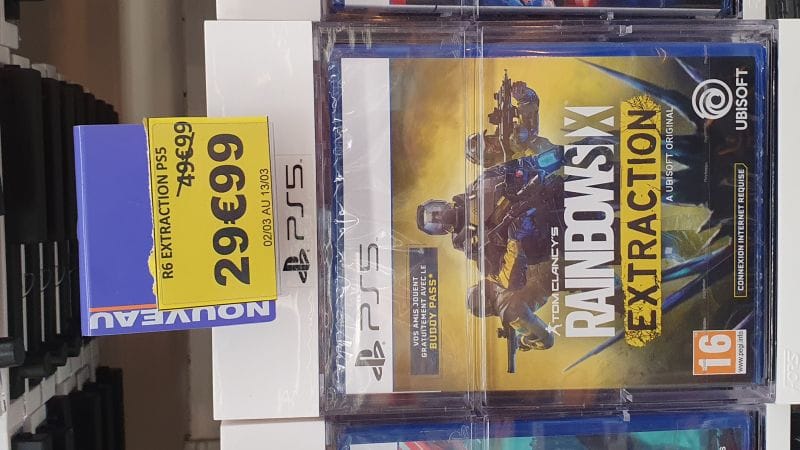 R6 EXTRACTION PS5
49€99
29€99
02/03 AU 13/03
NOUVEAU
PS5
PS5
VOS AMIS JOUENT
GRATUITEMENT AVEC LE
BUDDY PASS*
TOM CLANCY'S
RAINBOW SIX
EXTRACTION
A UBISOFT ORIGINAL
UBISOFT
CONNEXION INTERNET REQUISE
16
www.pegi.info